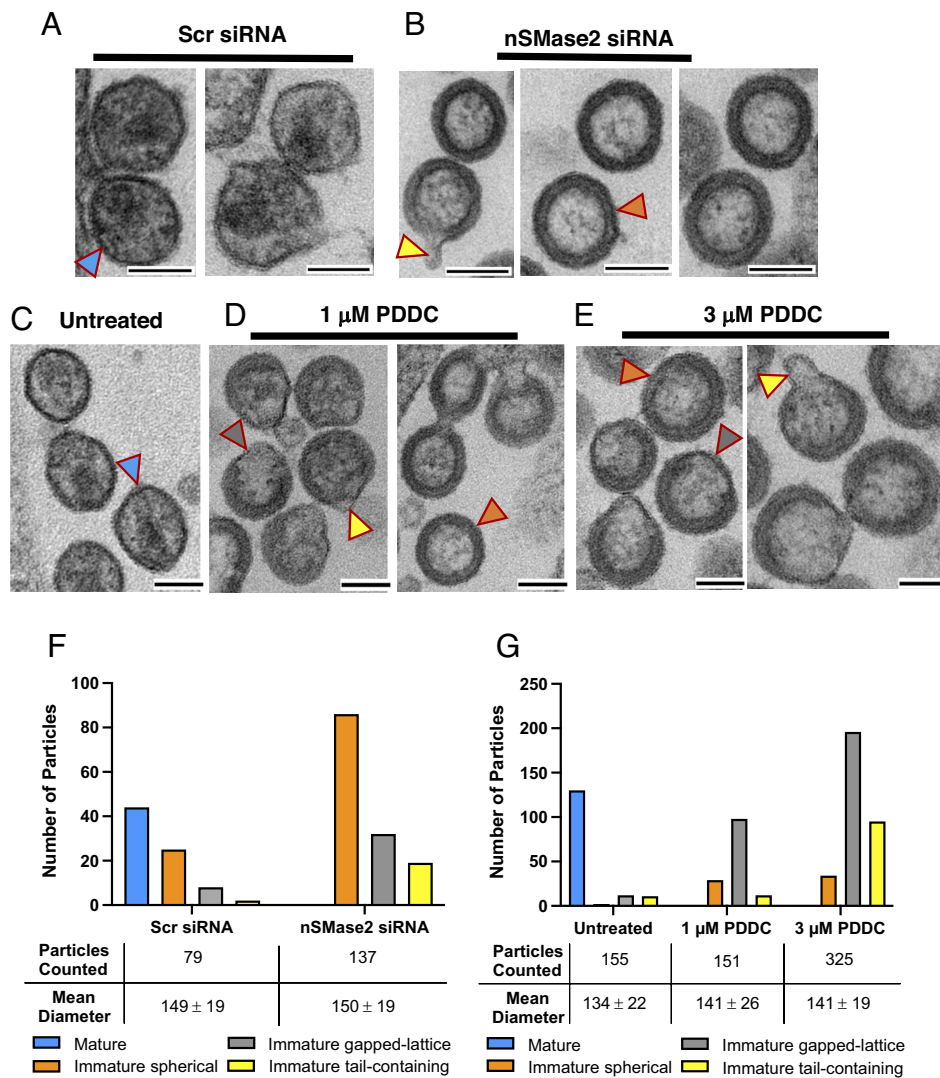 A
Scr siRNA
B
nSMase2 siRNA
C
Untreated
D
1 μM PDDC
E
3 μM PDDC
F
Number of Particles
100
80
60
40
20
0
Scr siRNA
nSMase2 siRNA
Particles Counted
79
137
Mean Diameter
149 ± 19
150 ± 19
Mature
Immature gapped-lattice
Immature spherical
Immature tail-containing
G
Number of Particles
250
200
150
100
50
0
Untreated
1 μM PDDC
3 μM PDDC
Particles Counted
155
151
325
Mean Diameter
134 ± 22
141 ± 26
141 ± 19
Mature
Immature gapped-lattice
Immature spherical
Immature tail-containing